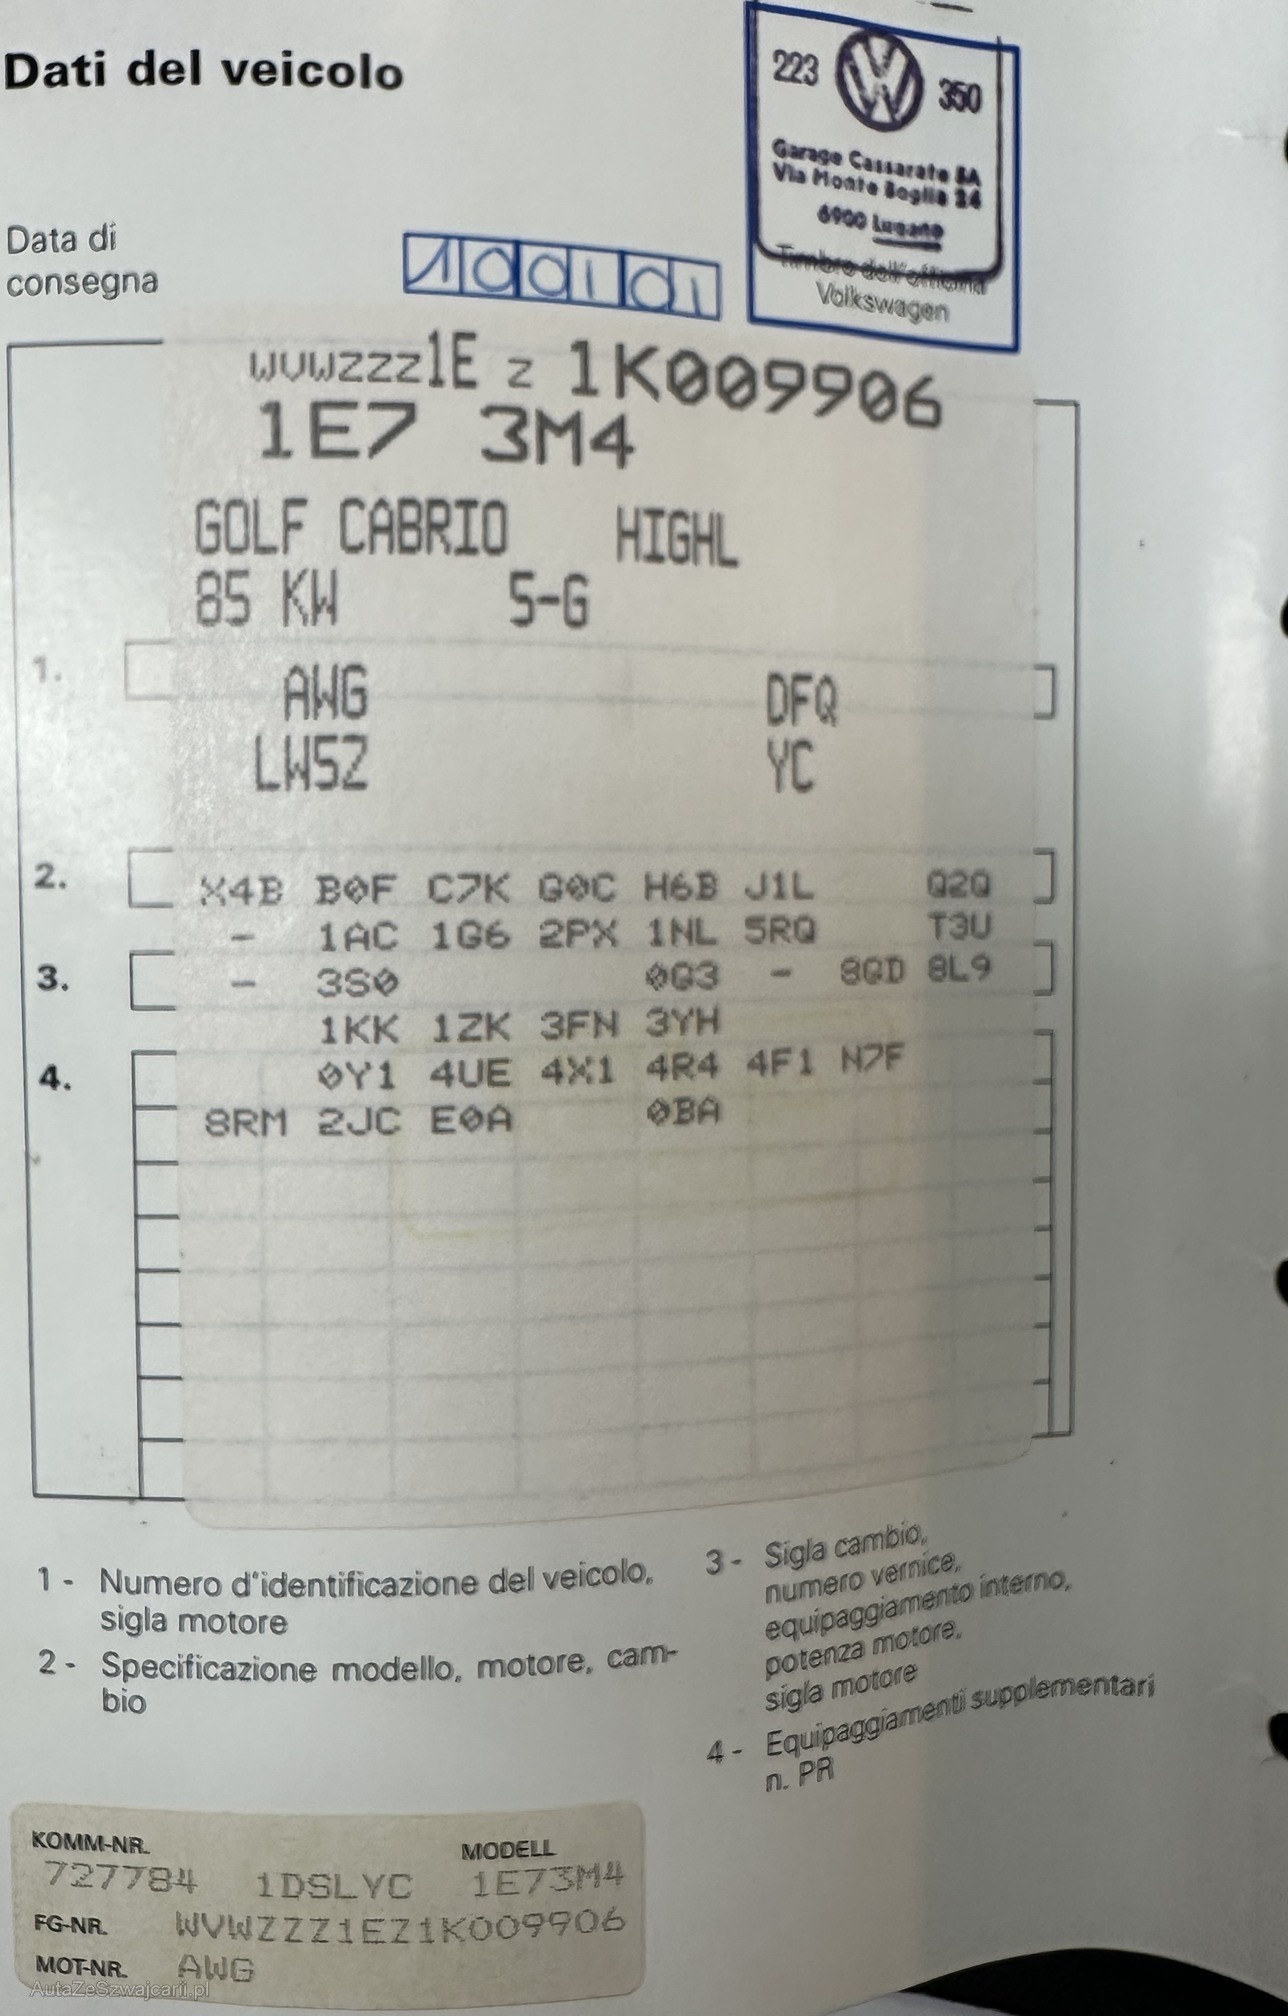 Dati del veicolo
223 350
Garage Cassarate SA
Via Monte Boglia 24
6900 Lugano
Timbro dell'officina
Volkswagen
Data di
consegna
WVWZZZ1E Z 1K009906
1E7 3M4
GOLF CABRIO HIGHL
85 KW 5-G
1.
AWG DFQ
LW5Z YC
2.
X4B B0F C7K G0C H6B J1L Q2Q
- 1AC 1G6 2PX 1NL 5RQ T3U
3.
- 3S0 0G3 - 8QD 8L9
1KK 1ZK 3FN 3YH
4.
0Y1 4UE 4X1 4R4 4F1 N7F
8RM 2JC E0A 0BA
1 - Numero d'identificazione del veicolo,
sigla motore
2 - Specificazione modello, motore, cam-
bio
3 - Sigla cambio,
numero vernice,
equipaggiamento interno,
potenza motore,
sigla motore
4 - Equipaggiamenti supplementari
n. PR
KOMM-NR. MODELL
727784 1DSLYC 1E73M4
FG-NR. WVWZZZ1EZ1K009906
MOT-NR. AWG
AutaZeSzwajcarii.pl